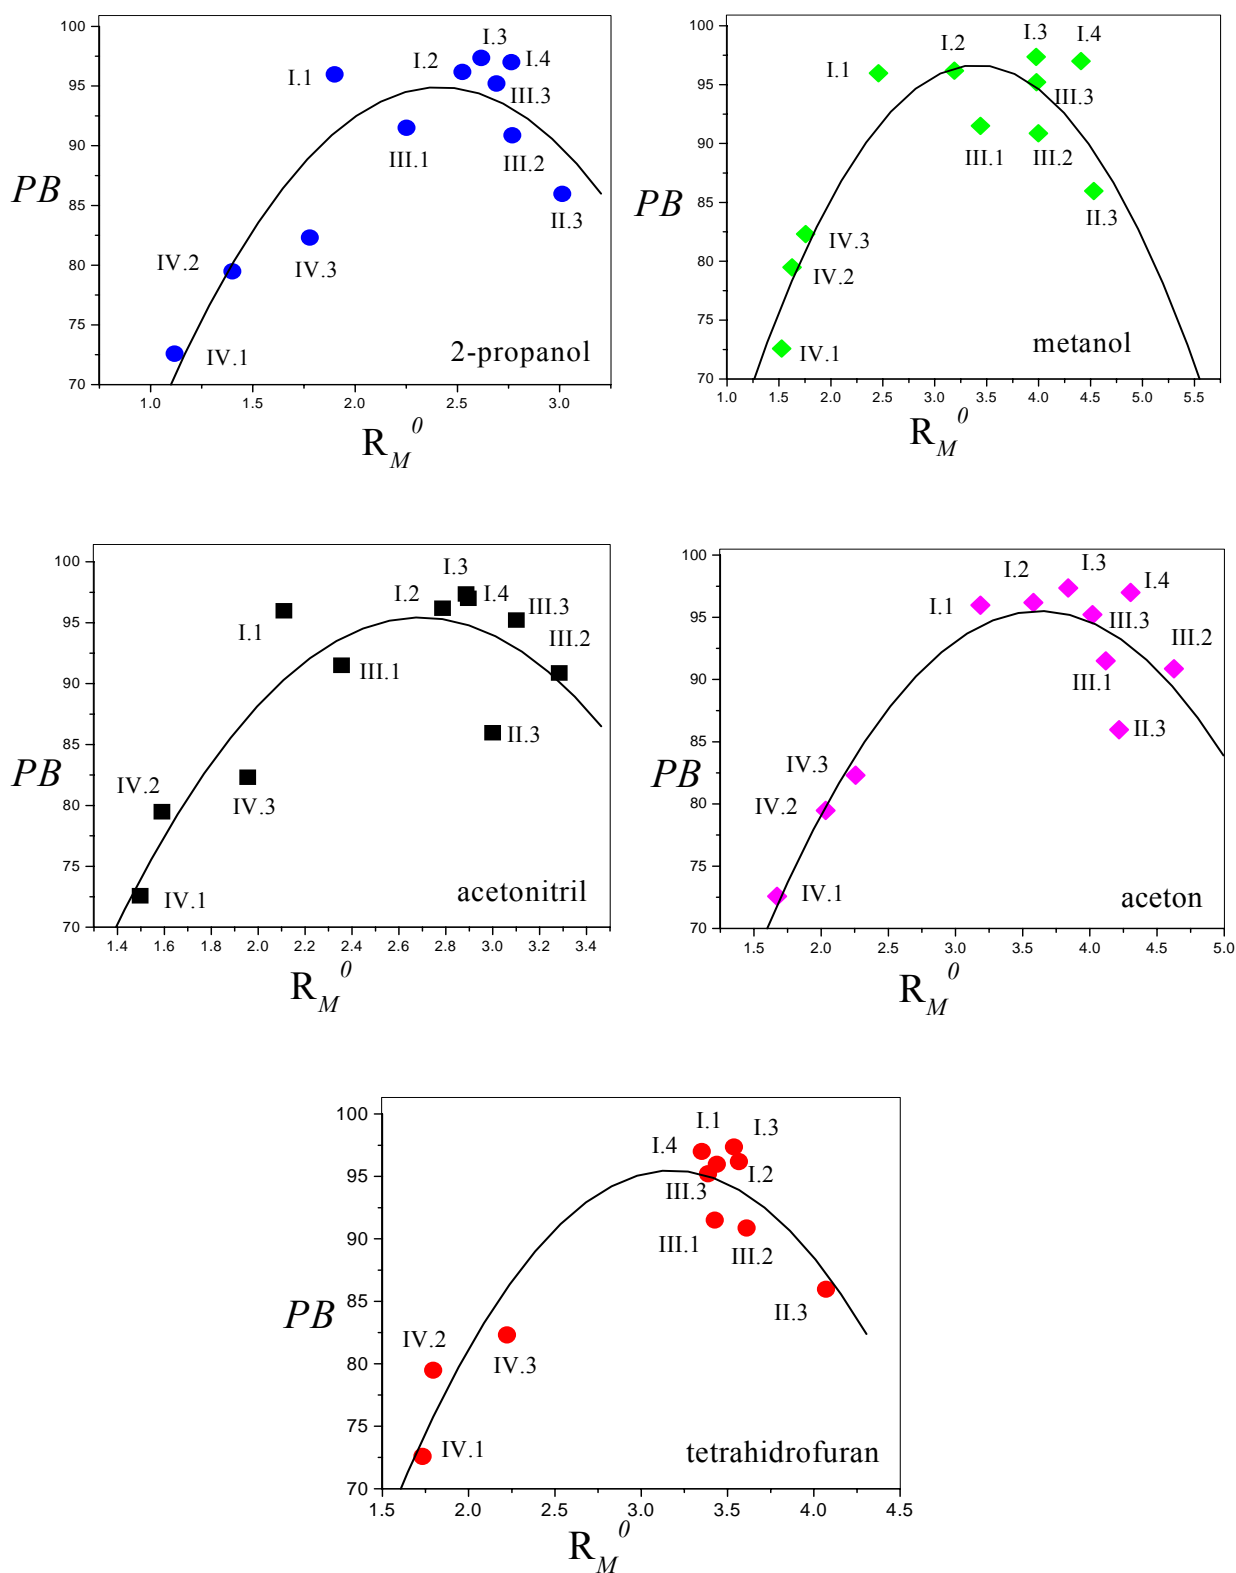 100
95
90
85
80
75
70
PB
I.1
I.2
I.3
I.4
III.3
III.1
III.2
II.3
IV.2
IV.3
IV.1
2-propanol
1.0 1.5 2.0 2.5 3.0
R_M^0
100
95
90
85
80
75
70
PB
I.1
I.2
I.3
I.4
III.3
III.1
III.2
II.3
IV.3
IV.2
IV.1
metanol
1.0 1.5 2.0 2.5 3.0 3.5 4.0 4.5 5.0 5.5
R_M^0
100
95
90
85
80
75
70
PB
I.3
I.2
I.4
I.1
III.3
III.2
III.1
II.3
IV.2
IV.3
IV.1
acetonitril
1.4 1.6 1.8 2.0 2.2 2.4 2.6 2.8 3.0 3.2 3.4
R_M^0
100
95
90
85
80
75
70
PB
I.3
I.2
I.4
I.1
III.3
III.2
III.1
II.3
IV.3
IV.2
IV.1
aceton
1.5 2.0 2.5 3.0 3.5 4.0 4.5 5.0
R_M^0
100
95
90
85
80
75
70
PB
I.1
I.3
I.4
I.2
III.3
III.1
III.2
II.3
IV.2
IV.3
IV.1
tetrahidrofuran
1.5 2.0 2.5 3.0 3.5 4.0 4.5
R_M^0